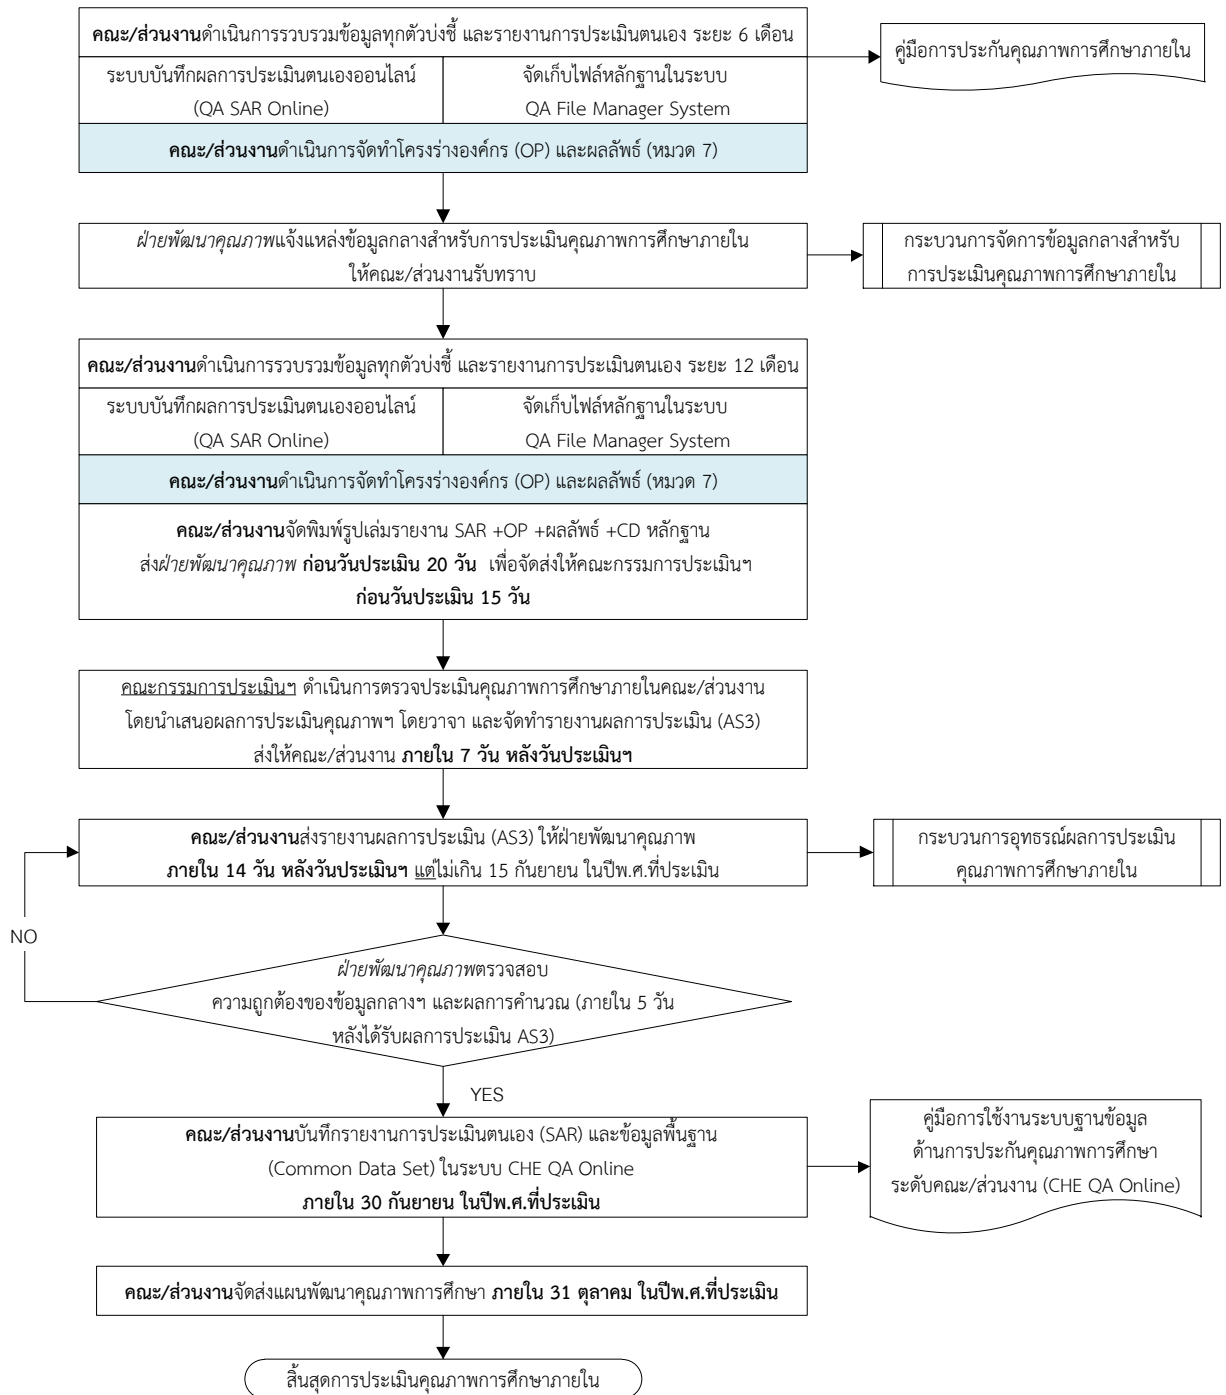 คณะ/ส่วนงานดำเนินการรวบรวมข้อมูลทุกตัวบ่งชี้ และรายงานการประเมินตนเอง ระยะ 6 เดือน
คู่มือการประกันคุณภาพการศึกษาภายใน
ระบบบันทึกผลการประเมินตนเองออนไลน์
(QA SAR Online)
จัดเก็บไฟล์หลักฐานในระบบ
QA File Manager System
คณะ/ส่วนงานดำเนินการจัดทำโครงร่างองค์กร (OP) และผลลัพธ์ (หมวด 7)
ฝ่ายพัฒนาคุณภาพแจ้งแหล่งข้อมูลกลางสำหรับการประเมินคุณภาพการศึกษาภายใน
ให้คณะ/ส่วนงานรับทราบ
กระบวนการจัดการข้อมูลกลางสำหรับ
การประเมินคุณภาพการศึกษาภายใน
คณะ/ส่วนงานดำเนินการรวบรวมข้อมูลทุกตัวบ่งชี้ และรายงานการประเมินตนเอง ระยะ 12 เดือน
ระบบบันทึกผลการประเมินตนเองออนไลน์
(QA SAR Online)
จัดเก็บไฟล์หลักฐานในระบบ
QA File Manager System
คณะ/ส่วนงานดำเนินการจัดทำโครงร่างองค์กร (OP) และผลลัพธ์ (หมวด 7)
คณะ/ส่วนงานจัดพิมพ์รูปเล่มรายงาน SAR +OP +ผลลัพธ์ +CD หลักฐาน
ส่งฝ่ายพัฒนาคุณภาพ ก่อนวันประเมิน 20 วัน เพื่อจัดส่งให้คณะกรรมการประเมินฯ
ก่อนวันประเมิน 15 วัน
คณะกรรมการประเมินฯ ดำเนินการตรวจประเมินคุณภาพการศึกษาภายในคณะ/ส่วนงาน
โดยนำเสนอผลการประเมินคุณภาพฯ โดยวาจา และจัดทำรายงานผลการประเมิน (AS3)
ส่งให้คณะ/ส่วนงาน ภายใน 7 วัน หลังวันประเมินฯ
คณะ/ส่วนงานส่งรายงานผลการประเมิน (AS3) ให้ฝ่ายพัฒนาคุณภาพ
ภายใน 14 วัน หลังวันประเมินฯ แต่ไม่เกิน 15 กันยายน ในปีพ.ศ.ที่ประเมิน
กระบวนการอุทธรณ์ผลการประเมิน
คุณภาพการศึกษาภายใน
NO
ฝ่ายพัฒนาคุณภาพตรวจสอบ
ความถูกต้องของข้อมูลกลางฯ และผลการคำนวณ (ภายใน 5 วัน
หลังได้รับผลการประเมิน AS3)
YES
คณะ/ส่วนงานบันทึกรายงานการประเมินตนเอง (SAR) และข้อมูลพื้นฐาน
(Common Data Set) ในระบบ CHE QA Online
ภายใน 30 กันยายน ในปีพ.ศ.ที่ประเมิน
คู่มือการใช้งานระบบฐานข้อมูล
ด้านการประกันคุณภาพการศึกษา
ระดับคณะ/ส่วนงาน (CHE QA Online)
คณะ/ส่วนงานจัดส่งแผนพัฒนาคุณภาพการศึกษา ภายใน 31 ตุลาคม ในปีพ.ศ.ที่ประเมิน
สิ้นสุดการประเมินคุณภาพการศึกษาภายใน